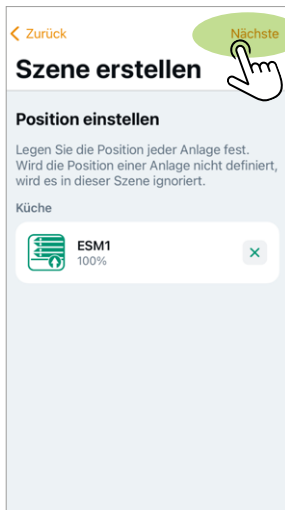 Zurück
Nächste
Szene erstellen
Position einstellen
Legen Sie die Position jeder Anlage fest.
Wird die Position einer Anlage nicht definiert,
wird es in dieser Szene ignoriert.
Küche
ESM1
100%